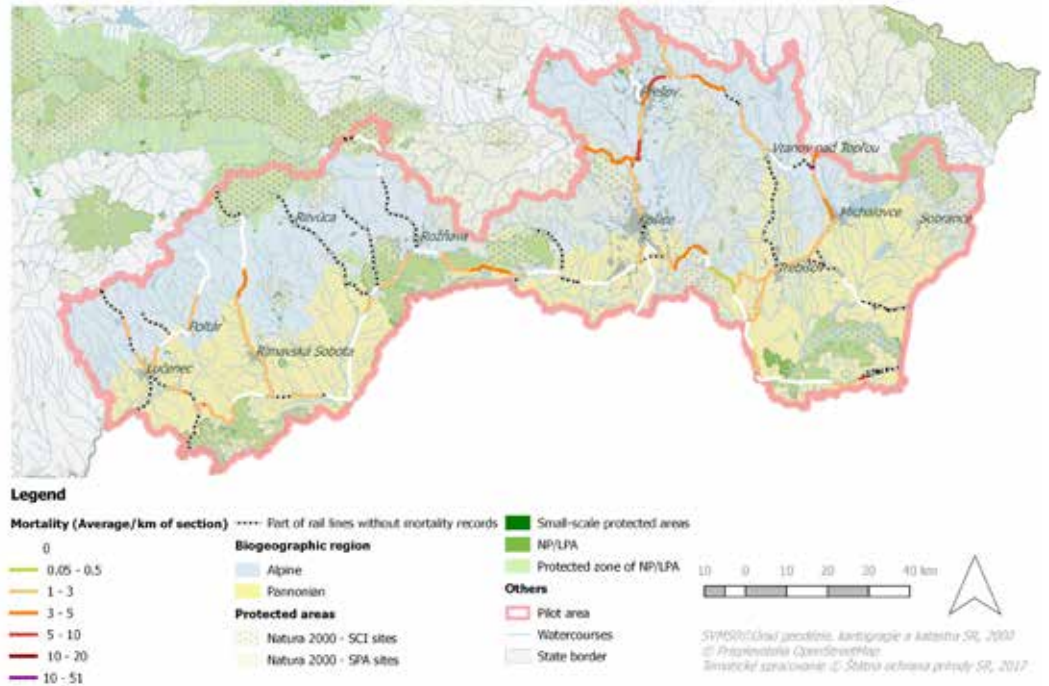 Prešov
Vranov nad Topľou
Michalovce
Sobrance
Košice
Trebišov
Revúca
Rožňava
Poltár
Rimavská Sobota
Lučenec
Legend
Mortality (Average/km of section)
0
0.05 - 0.5
1 - 3
3 - 5
5 - 10
10 - 20
10 - 51
Part of rail lines without mortality records
Biogeographic region
Alpine
Pannonian
Protected areas
Natura 2000 - SCI sites
Natura 2000 - SPA sites
Small-scale protected areas
NP/LPA
Protected zone of NP/LPA
Others
Pilot area
Watercourses
State border
10 0 10 20 30 40 km
SVM50©Úrad geodézie, kartografie a katastra SR, 2000
© Prispievatelia OpenStreetMap
Tematické spracovanie © Štátna ochrana prírody SR, 2017